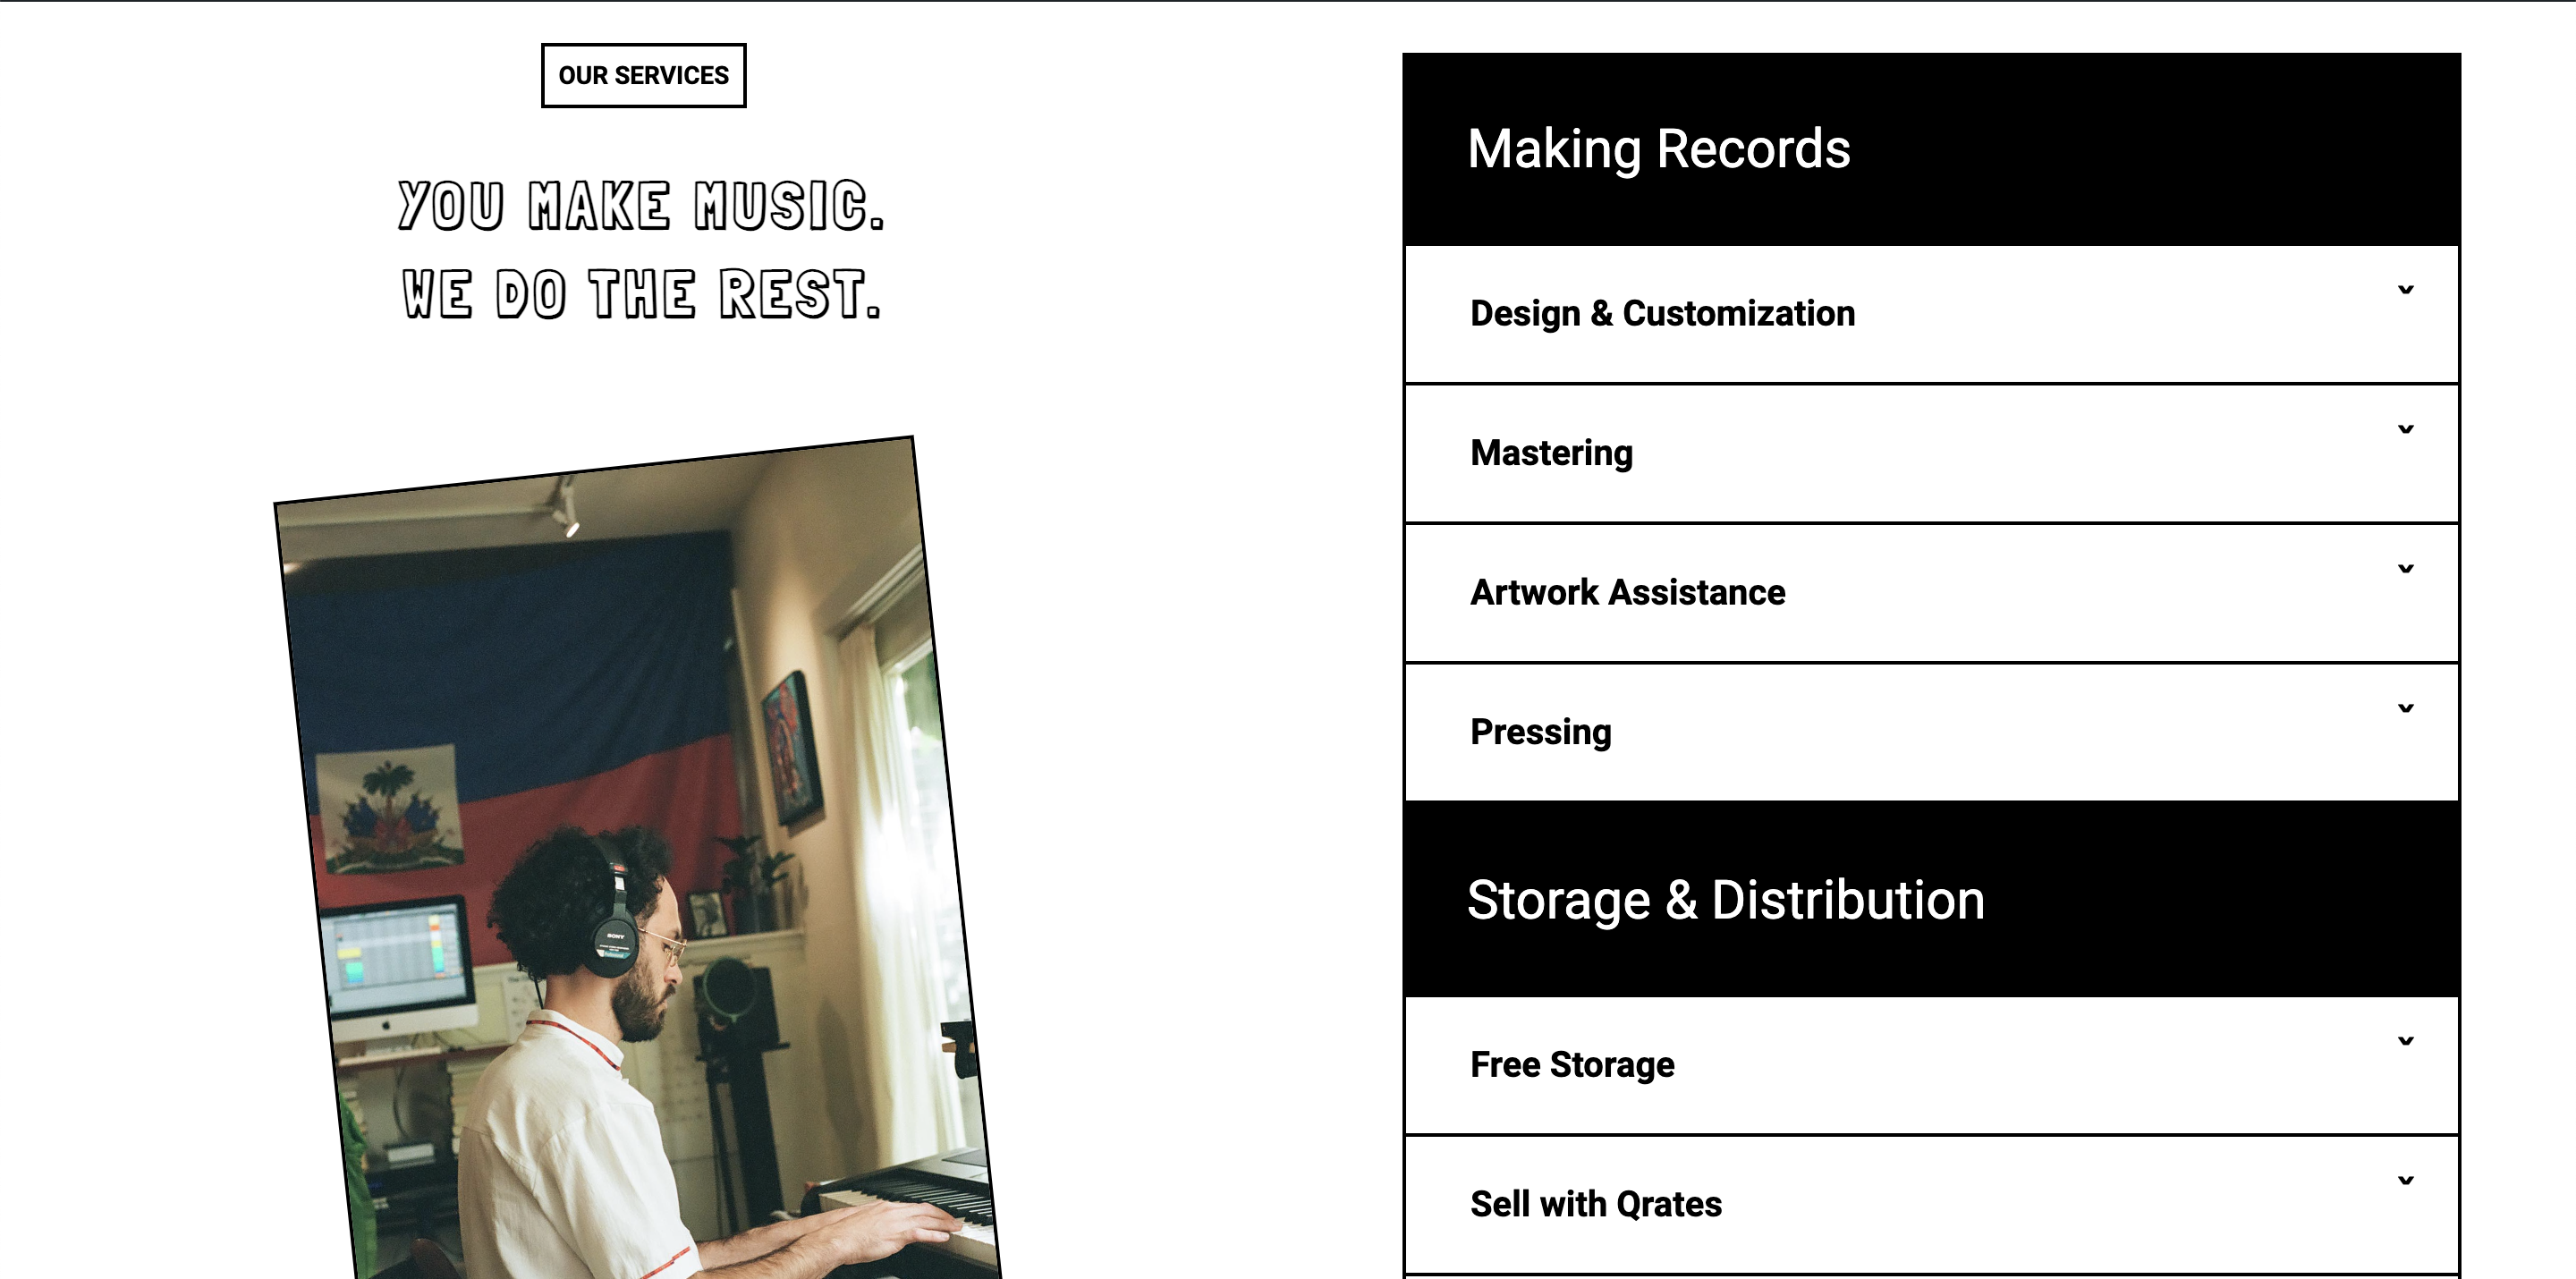 OUR SERVICES
YOU MAKE MUSIC.
WE DO THE REST.
SONY
Making Records
Design & Customization
Mastering
Artwork Assistance
Pressing
Storage & Distribution
Free Storage
Sell with Qrates